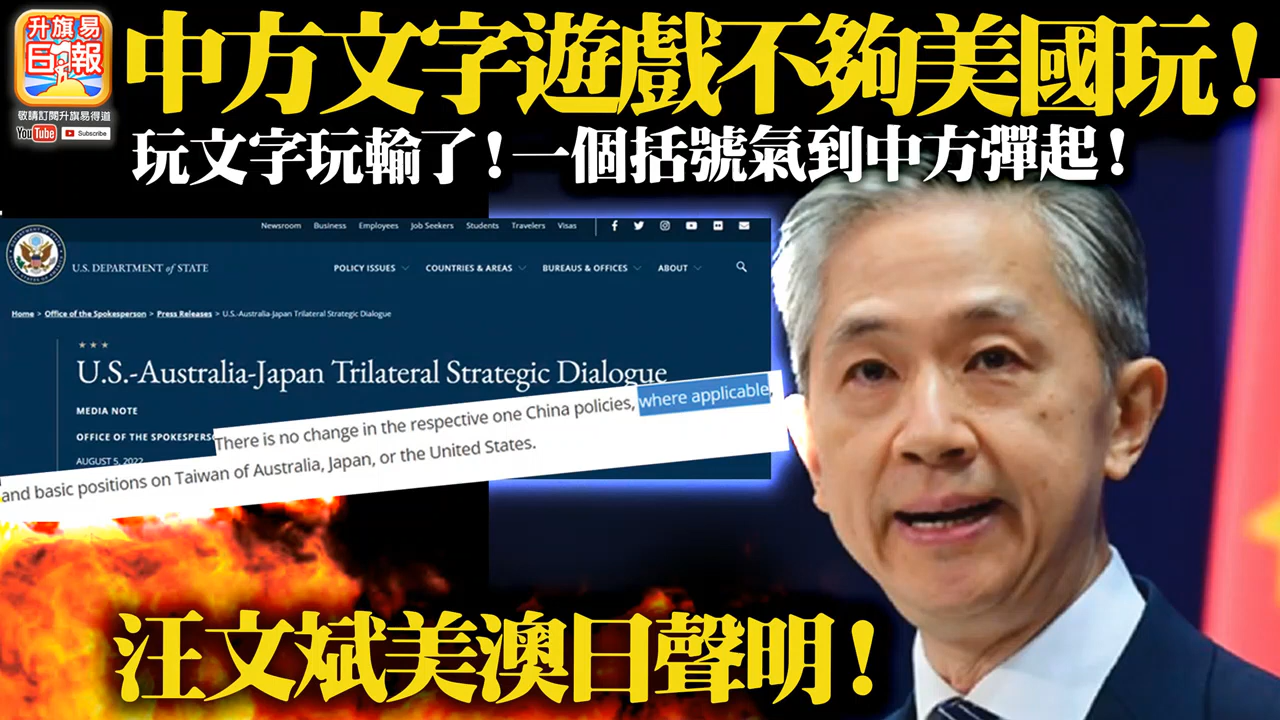 升旗易
日報
敬請訂閱升旗易得道
YouTube Subscribe
中方文字遊戲不夠美國玩！
玩文字玩輸了！一個括號氣到中方彈起！
Newsroom Business Employees Job Seekers Students Travelers Visas
U.S. DEPARTMENT of STATE
POLICY ISSUES COUNTRIES & AREAS BUREAUS & OFFICES ABOUT
Home > Office of the Spokesperson > Press Releases > U.S.-Australia-Japan Trilateral Strategic Dialogue
U.S.-Australia-Japan Trilateral Strategic Dialogue
MEDIA NOTE
OFFICE OF THE SPOKESPERS
AUGUST 5, 2022
There is no change in the respective one China policies, where applicable,
and basic positions on Taiwan of Australia, Japan, or the United States.
汪文斌美澳日聲明！